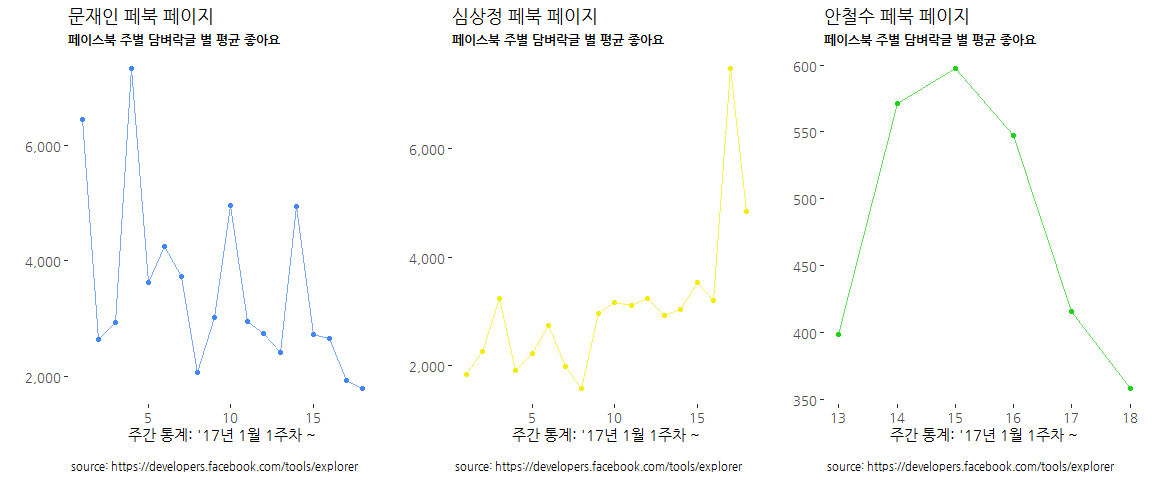 문재인 페북 페이지
페이스북 주별 담벼락글 별 평균 좋아요
6,000
4,000
2,000
5 10 15
주간 통계: '17년 1월 1주차 ~
source: https://developers.facebook.com/tools/explorer
심상정 페북 페이지
페이스북 주별 담벼락글 별 평균 좋아요
6,000
4,000
2,000
5 10 15
주간 통계: '17년 1월 1주차 ~
source: https://developers.facebook.com/tools/explorer
안철수 페북 페이지
페이스북 주별 담벼락글 별 평균 좋아요
600
550
500
450
400
350
13 14 15 16 17 18
주간 통계: '17년 1월 1주차 ~
source: https://developers.facebook.com/tools/explorer